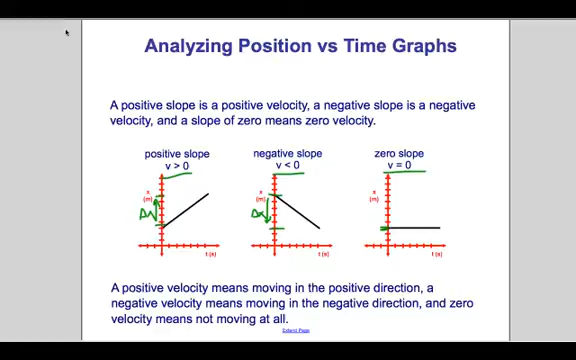 Analyzing Position vs Time Graphs
A positive slope is a positive velocity, a negative slope is a negative
velocity, and a slope of zero means zero velocity.
positive slope
v > 0
negative slope
v < 0
zero slope
v = 0
x
(m)
Δx
t (s)
x
(m)
Δx
t (s)
x
(m)
t (s)
A positive velocity means moving in the positive direction, a
negative velocity means moving in the negative direction, and zero
velocity means not moving at all.
Extend Page